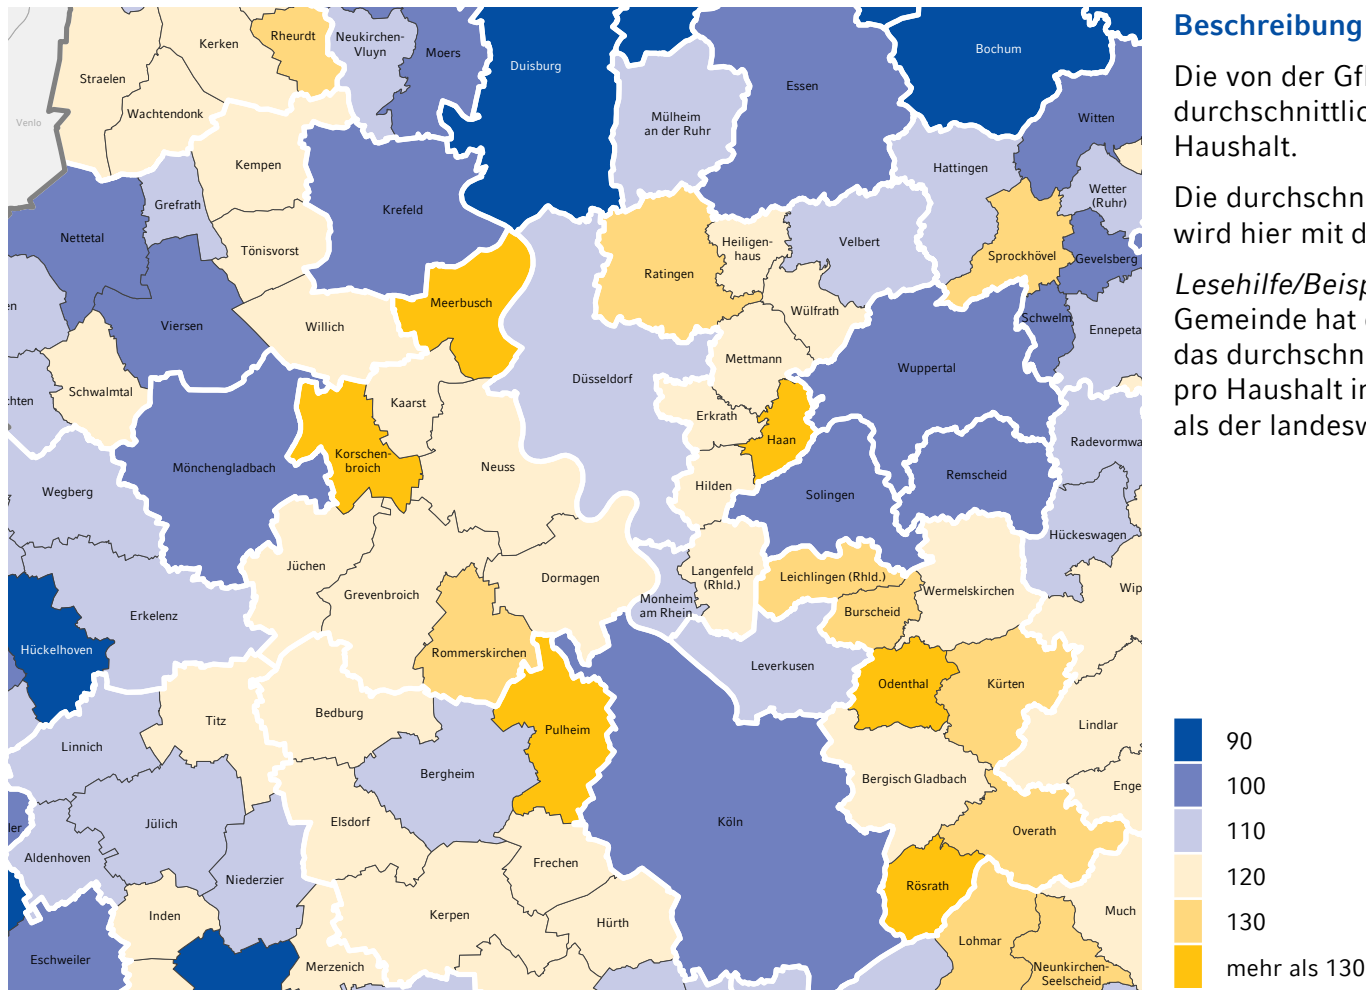 Beschreibung
Die von der Gf
durchschnittlic
Haushalt.
Die durchschn
wird hier mit d
Lesehilfe/Beisp
Gemeinde hat
das durchschn
pro Haushalt in
als der landesw
90
100
110
120
130
mehr als 130
Kerken
Rheurdt
Neukirchen-
Vluyn
Moers
Duisburg
Bochum
Straelen
Essen
Wachtendonk
Venlo
Mülheim
an der Ruhr
Witten
Kempen
Hattingen
Grefrath
Wetter
(Ruhr)
Krefeld
Nettetal
Tönisvorst
Heiligen-
haus
Velbert
Sprockhövel
Gevelsberg
Ratingen
en
Meerbusch
Viersen
Willich
Wülfrath
Schwelm
Ennepeta
Mettmann
Wuppertal
Düsseldorf
Schwalmtal
chten
Kaarst
Erkrath
Haan
Radevormwa
Korschen-
broich
Mönchengladbach
Neuss
Remscheid
Wegberg
Hilden
Solingen
Hückeswagen
Jüchen
Dormagen
Langenfeld
(Rhld.)
Leichlingen (Rhld.)
Wermelskirchen
Wip
Grevenbroich
Monheim
am Rhein
Burscheid
Erkelenz
Hückelhoven
Rommerskirchen
Leverkusen
Odenthal
Kürten
Bedburg
Titz
Pulheim
Lindlar
Linnich
Bergheim
Bergisch Gladbach
Enge
Jülich
Elsdorf
Köln
Overath
ler
Aldenhoven
Frechen
Niederzier
Rösrath
Inden
Kerpen
Hürth
Much
Lohmar
Eschweiler
Merzenich
Neunkirchen-
Seelscheid